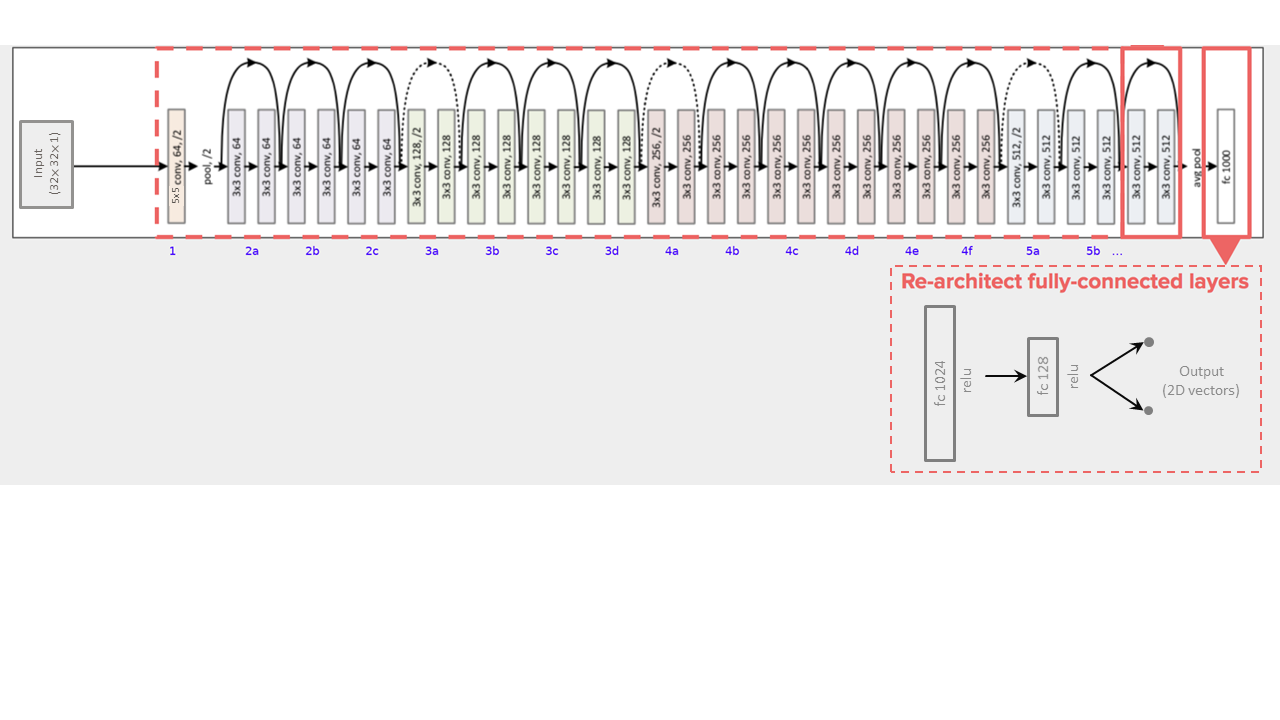 Input
(32x32x1)
5x5 conv, 64, /2
pool, /2
3x3 conv, 64
3x3 conv, 64
3x3 conv, 64
3x3 conv, 64
3x3 conv, 64
3x3 conv, 64
3x3 conv, 128, /2
3x3 conv, 128
3x3 conv, 128
3x3 conv, 128
3x3 conv, 128
3x3 conv, 128
3x3 conv, 128
3x3 conv, 128
3x3 conv, 256, /2
3x3 conv, 256
3x3 conv, 256
3x3 conv, 256
3x3 conv, 256
3x3 conv, 256
3x3 conv, 256
3x3 conv, 256
3x3 conv, 256
3x3 conv, 256
3x3 conv, 256
3x3 conv, 256
3x3 conv, 512, /2
3x3 conv, 512
3x3 conv, 512
3x3 conv, 512
3x3 conv, 512
3x3 conv, 512
avg pool
fc 1000
1
2a
2b
2c
3a
3b
3c
3d
4a
4b
4c
4d
4e
4f
5a
5b ...
Re-architect fully-connected layers
fc 1024
relu
fc 128
relu
Output
(2D vectors)